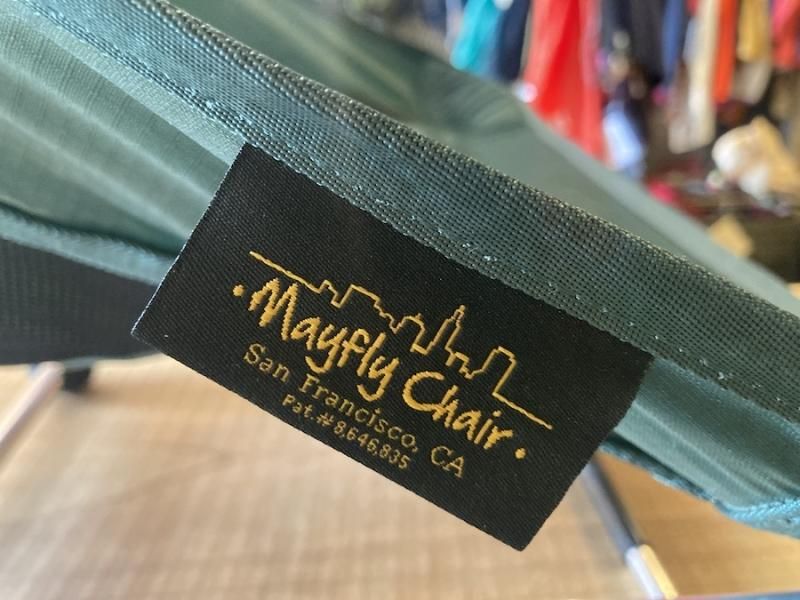 ·Mayfly Chair·
San Francisco, CA
Pat.#8,646,835